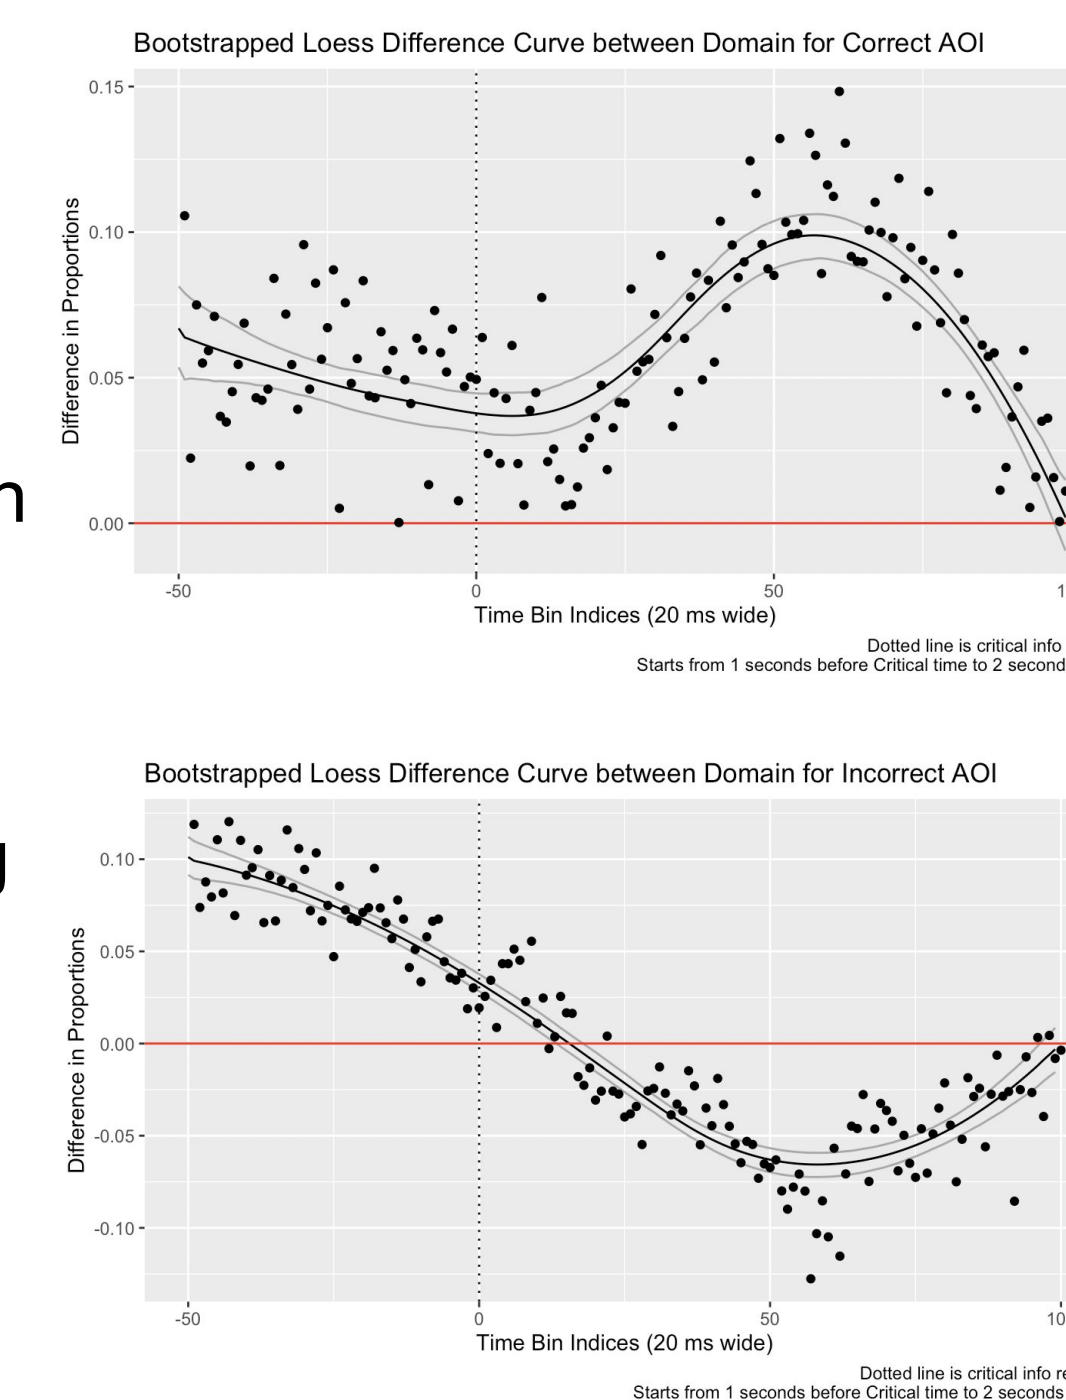 Bootstrapped Loess Difference Curve between Domain for Correct AOI
0.15
0.10
0.05
0.00
Difference in Proportions
n
-50 0 50 1
Time Bin Indices (20 ms wide)
Dotted line is critical info
Starts from 1 seconds before Critical time to 2 second
Bootstrapped Loess Difference Curve between Domain for Incorrect AOI
0.10
0.05
0.00
-0.05
-0.10
Difference in Proportions
g
-50 0 50 10
Time Bin Indices (20 ms wide)
Dotted line is critical info re
Starts from 1 seconds before Critical time to 2 seconds